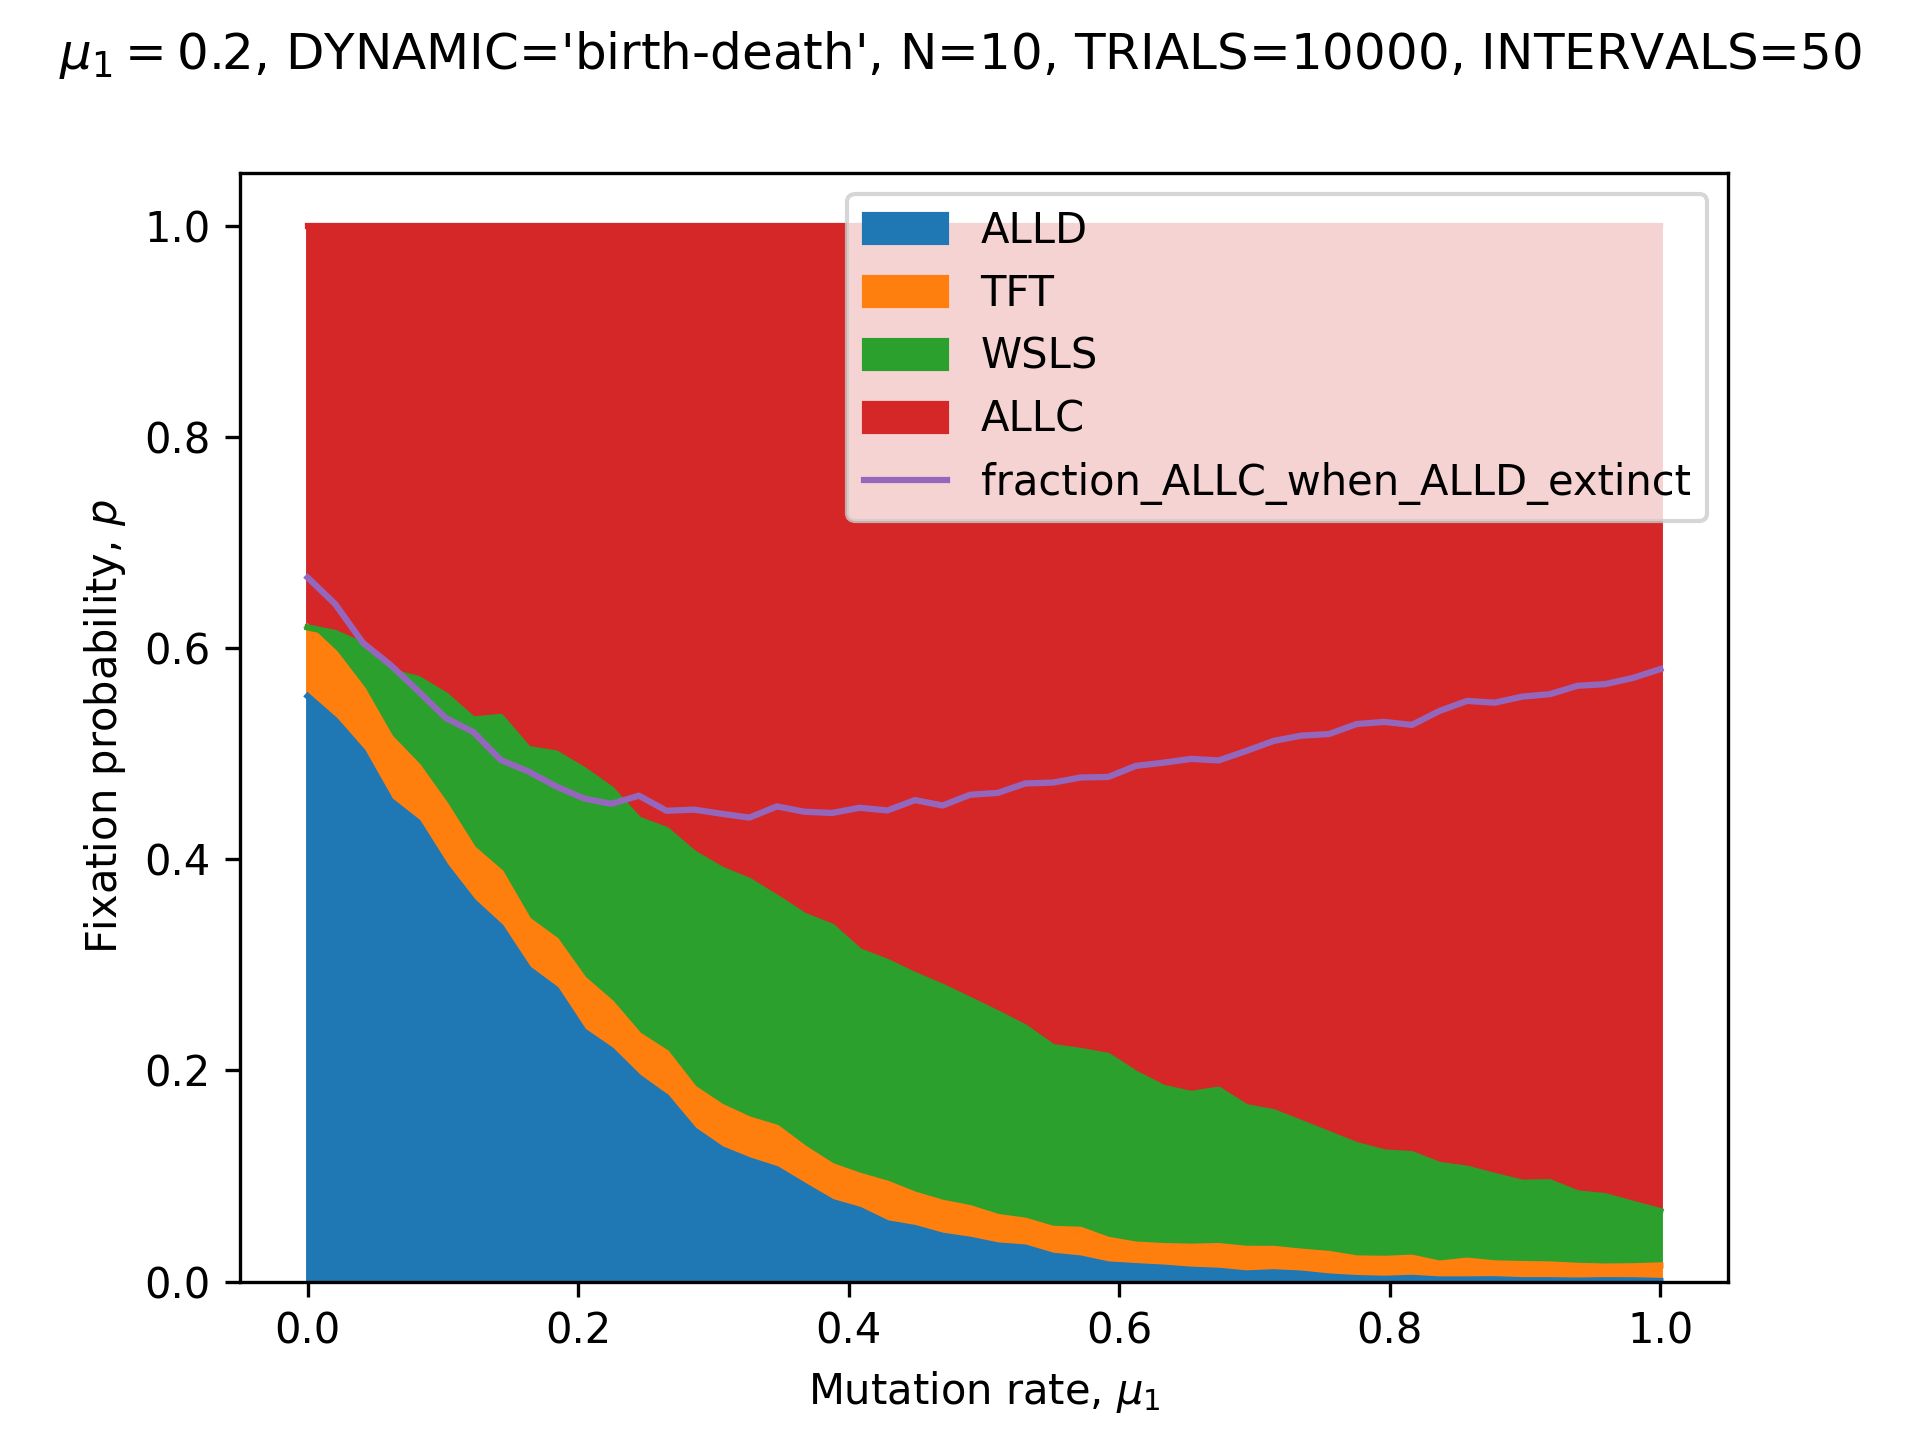 μ₁ = 0.2, DYNAMIC='birth-death', N=10, TRIALS=10000, INTERVALS=50
ALLD
TFT
WSLS
ALLC
fraction_ALLC_when_ALLD_extinct
Fixation probability, p
1.0
0.8
0.6
0.4
0.2
0.0
0.0 0.2 0.4 0.6 0.8 1.0
Mutation rate, μ₁